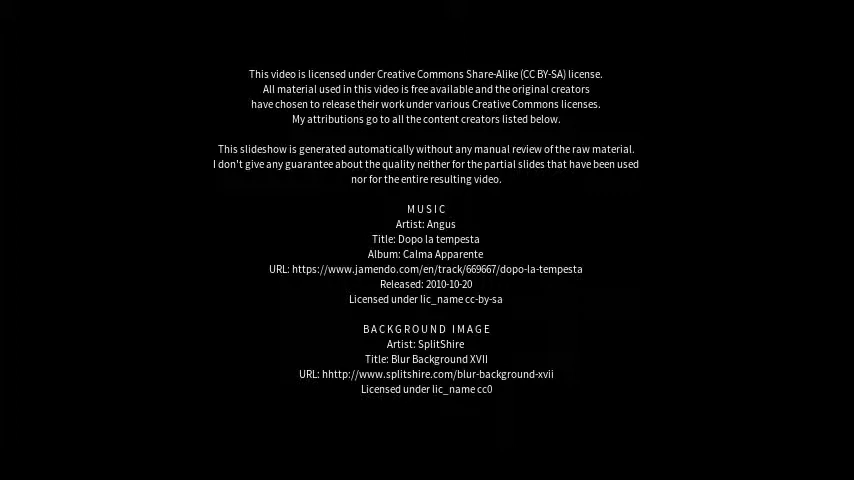 This video is licensed under Creative Commons Share-Alike (CC BY-SA) license.
All material used in this video is free available and the original creators
have chosen to release their work under various Creative Commons licenses.
My attributions go to all the content creators listed below.
This slideshow is generated automatically without any manual review of the raw material.
I don't give any guarantee about the quality neither for the partial slides that have been used
nor for the entire resulting video.
MUSIC
Artist: Angus
Title: Dopo la tempesta
Album: Calma Apparente
URL: https://www.jamendo.com/en/track/669667/dopo-la-tempesta
Released: 2010-10-20
Licensed under lic_name cc-by-sa
BACKGROUND IMAGE
Artist: SplitShire
Title: Blur Background XVII
URL: hhttp://www.splitshire.com/blur-background-xvii
Licensed under lic_name cc0